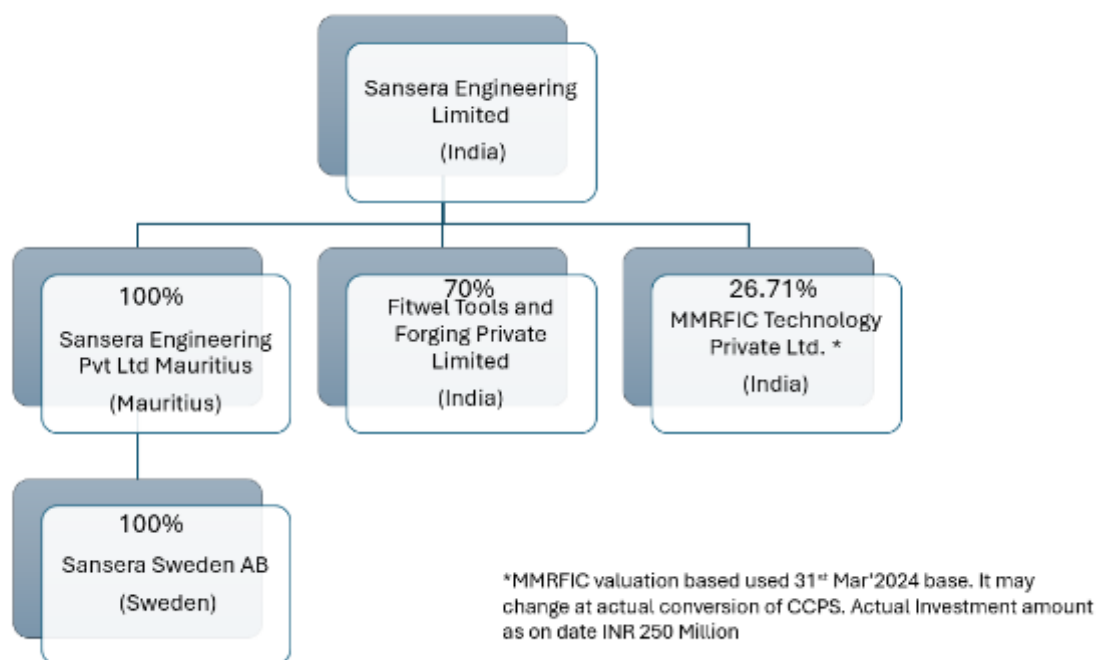 Sansera Engineering
Limited
(India)
100%
Sansera Engineering
Pvt Ltd Mauritius
(Mauritius)
70%
Fitwel Tools and
Forging Private
Limited
(India)
26.71%
MMRFIC Technology
Private Ltd. *
(India)
100%
Sansera Sweden AB
(Sweden)
*MMRFIC valuation based used 31st Mar'2024 base. It may
change at actual conversion of CCPS. Actual Investment amount
as on date INR 250 Million